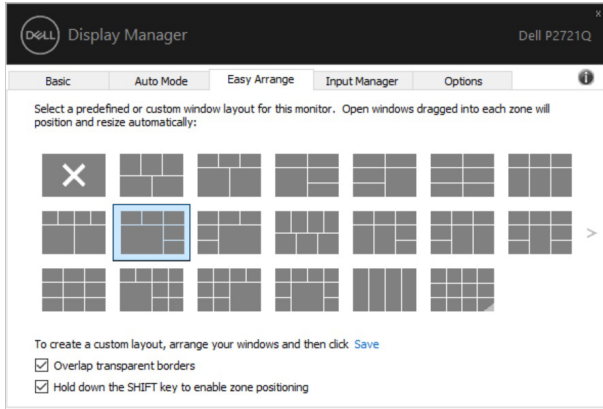 x
DELL Display Manager
Dell P2721Q
Basic Auto Mode Easy Arrange Input Manager Options
Select a predefined or custom window layout for this monitor. Open windows dragged into each zone will
position and resize automatically:
To create a custom layout, arrange your windows and then click Save
Overlap transparent borders
Hold down the SHIFT key to enable zone positioning